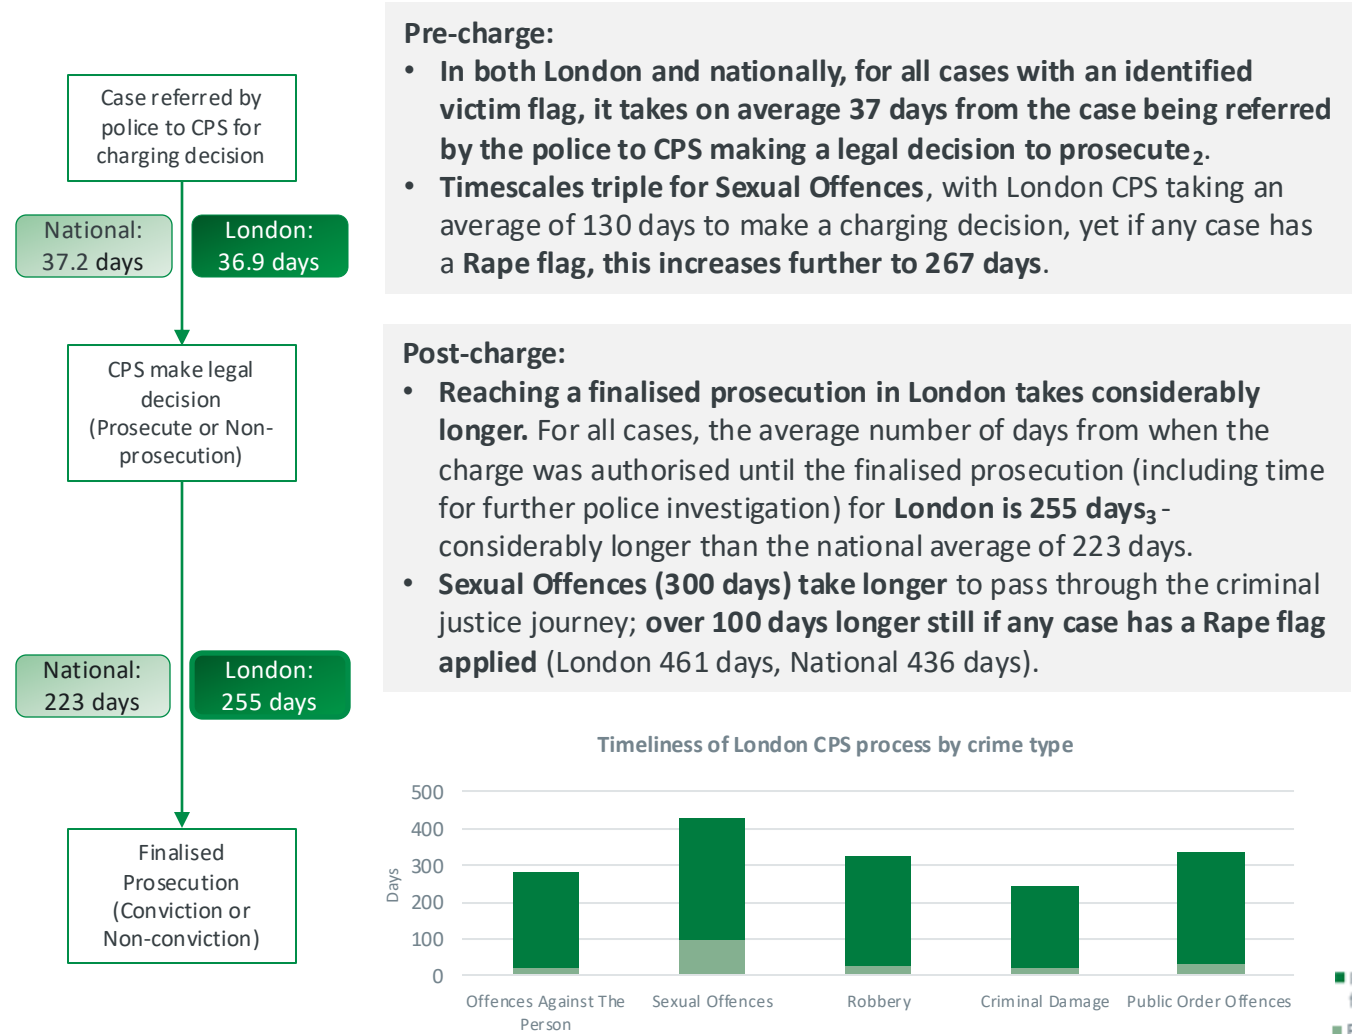 Case referred by
police to CPS for
charging decision
National:
37.2 days
London:
36.9 days
CPS make legal
decision
(Prosecute or Non-
prosecution)
National:
223 days
London:
255 days
Finalised
Prosecution
(Conviction or
Non-conviction)
Pre-charge:
• In both London and nationally, for all cases with an identified
victim flag, it takes on average 37 days from the case being referred
by the police to CPS making a legal decision to prosecute₂.
• Timescales triple for Sexual Offences, with London CPS taking an
average of 130 days to make a charging decision, yet if any case has
a Rape flag, this increases further to 267 days.
Post-charge:
• Reaching a finalised prosecution in London takes considerably
longer. For all cases, the average number of days from when the
charge was authorised until the finalised prosecution (including time
for further police investigation) for London is 255 days₃ -
considerably longer than the national average of 223 days.
• Sexual Offences (300 days) take longer to pass through the criminal
justice journey; over 100 days longer still if any case has a Rape flag
applied (London 461 days, National 436 days).
Timeliness of London CPS process by crime type
Days
500
400
300
200
100
0
Offences Against The
Person
Sexual Offences
Robbery
Criminal Damage
Public Order Offences